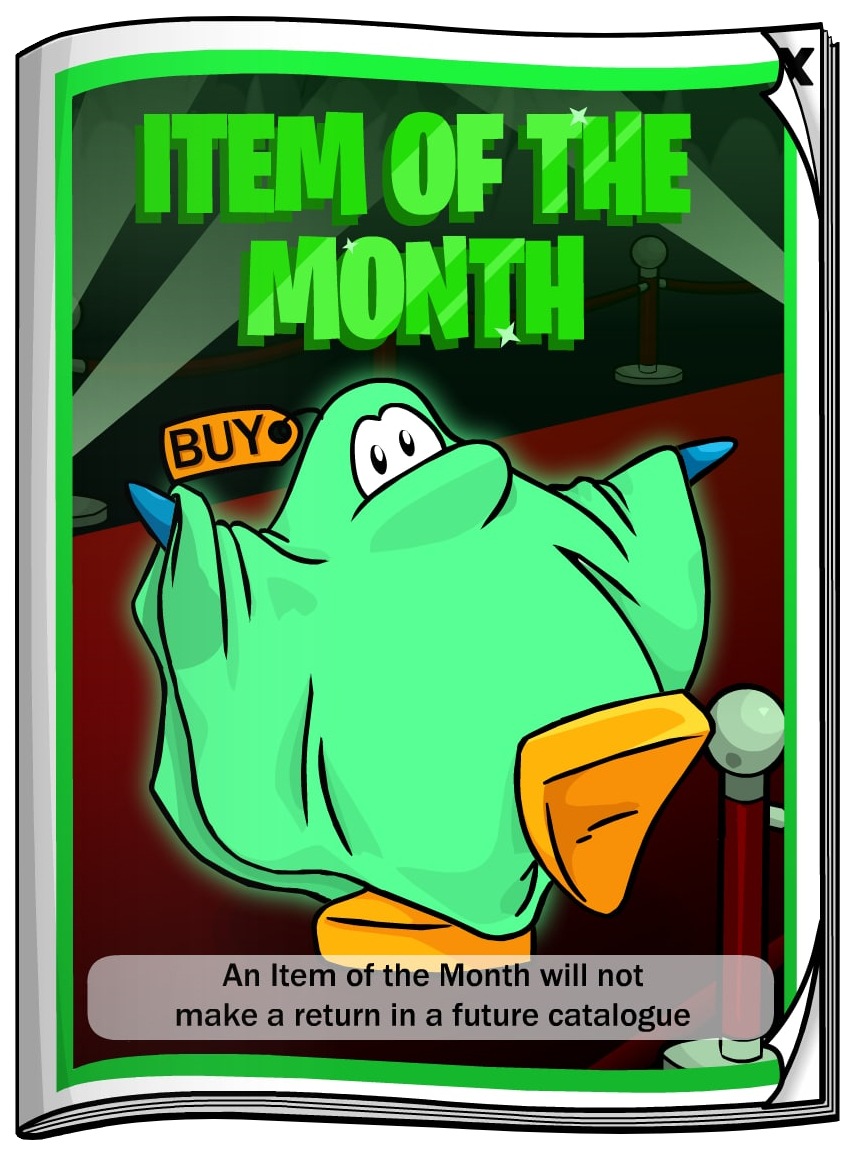 X
ITEM OF THE
MONTH
BUY
An Item of the Month will not
make a return in a future catalogue